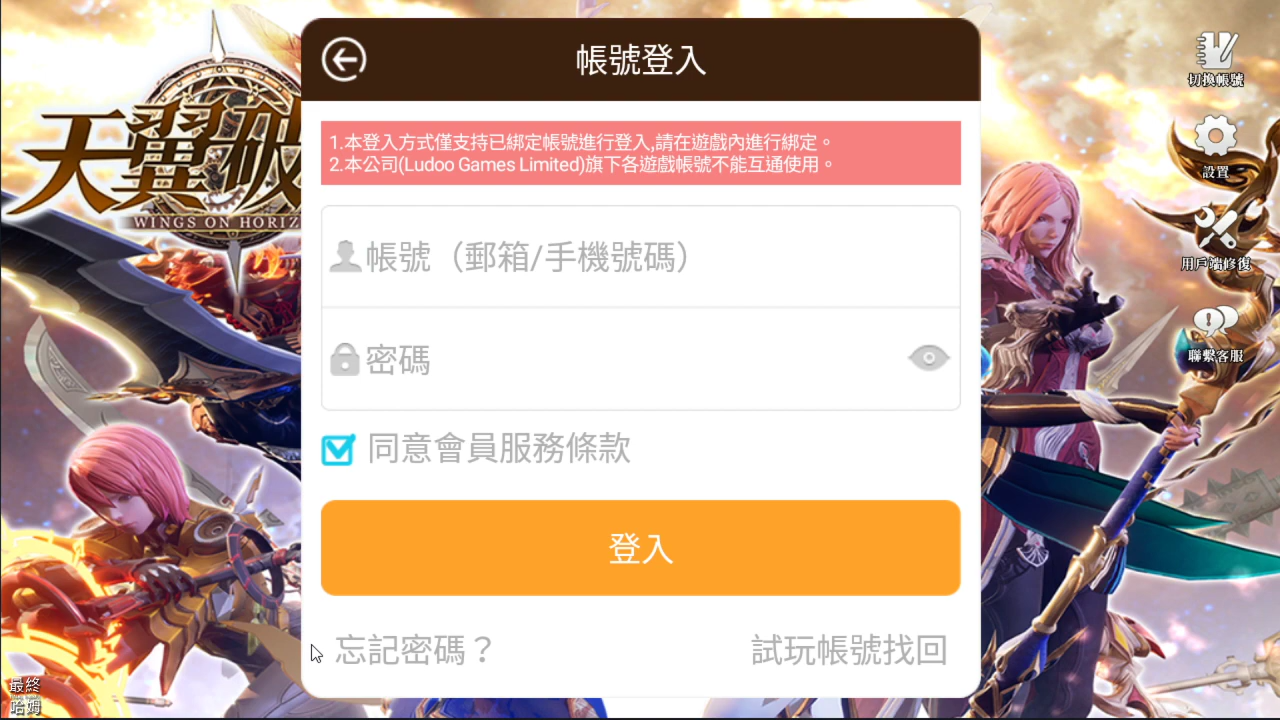 帳號登入
切換帳號
1.本登入方式僅支持已綁定帳號進行登入,請在遊戲內進行綁定。
2.本公司(Ludoo Games Limited)旗下各遊戲帳號不能互通使用。
設置
天翼破
WINGS ON HORIZ
帳號（郵箱/手機號碼）
用戶端修復
密碼
聯繫客服
同意會員服務條款
登入
忘記密碼？
試玩帳號找回
最終
哈姆